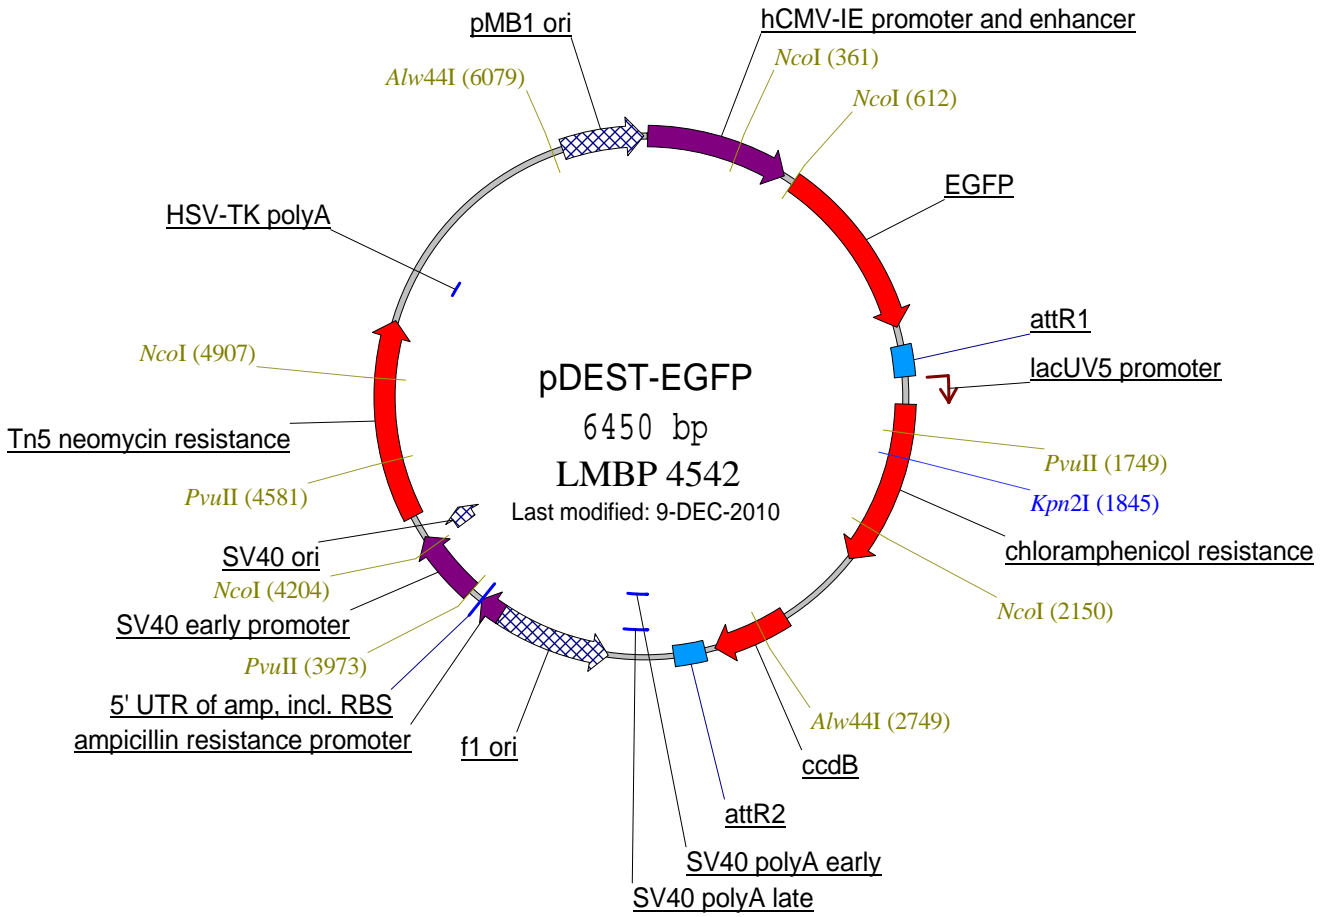 pMB1 ori
hCMV-IE promoter and enhancer
NcoI (361)
Alw44I (6079)
NcoI (612)
EGFP
HSV-TK polyA
attR1
NcoI (4907)
lacUV5 promoter
pDEST-EGFP
6450 bp
LMBP 4542
Last modified: 9-DEC-2010
Tn5 neomycin resistance
PvuII (1749)
PvuII (4581)
Kpn2I (1845)
chloramphenicol resistance
SV40 ori
NcoI (4204)
NcoI (2150)
SV40 early promoter
PvuII (3973)
5' UTR of amp, incl. RBS
Alw44I (2749)
ampicillin resistance promoter
f1 ori
ccdB
attR2
SV40 polyA early
SV40 polyA late